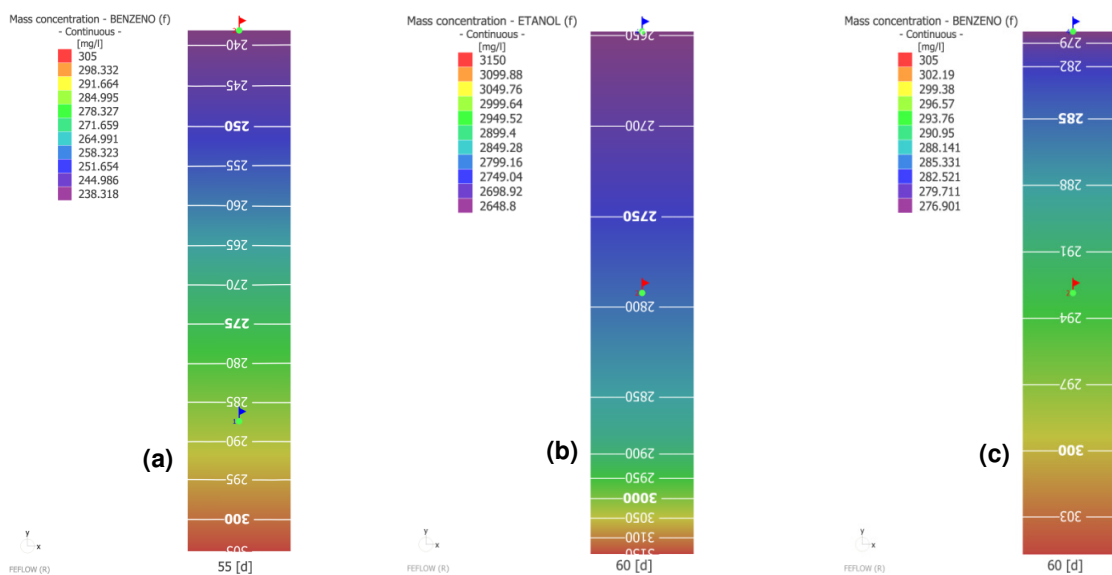 Mass concentration - BENZENO (f)
- Continuous -
[mg/l]
305
298.332
291.664
284.995
278.327
271.659
264.991
258.323
251.654
244.986
238.318
240
245
250
255
260
265
270
275
280
285
1
290
295
300
305
(a)
y
x
FEFLOW (R)
55 [d]
Mass concentration - ETANOL (f)
- Continuous -
[mg/l]
3150
3099.88
3049.76
2999.64
2949.52
2899.4
2849.28
2799.16
2749.04
2698.92
2648.8
2650
2700
2750
2800
2850
2900
2950
3000
3050
3100
3150
(b)
y
x
FEFLOW (R)
60 [d]
Mass concentration - BENZENO (f)
- Continuous -
[mg/l]
305
302.19
299.38
296.57
293.76
290.95
288.141
285.331
282.521
279.711
276.901
279
282
285
288
291
294
297
300
303
(c)
y
x
FEFLOW (R)
60 [d]